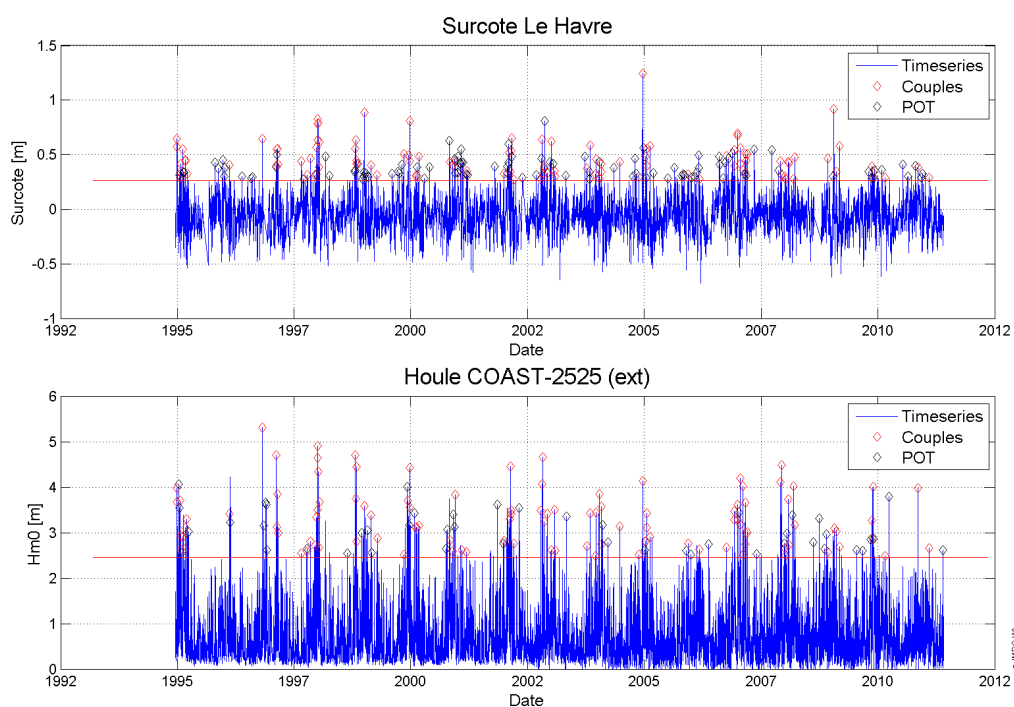 Surcote Le Havre
1.5
1
0.5
0
-0.5
-1
Surcote [m]
Timeseries
Couples
POT
1992 1995 1997 2000 2002 2005 2007 2010 2012
Date
Houle COAST-2525 (ext)
6
5
4
3
2
1
0
Hm0 [m]
Timeseries
Couples
POT
1992 1995 1997 2000 2002 2005 2007 2010 2012
Date